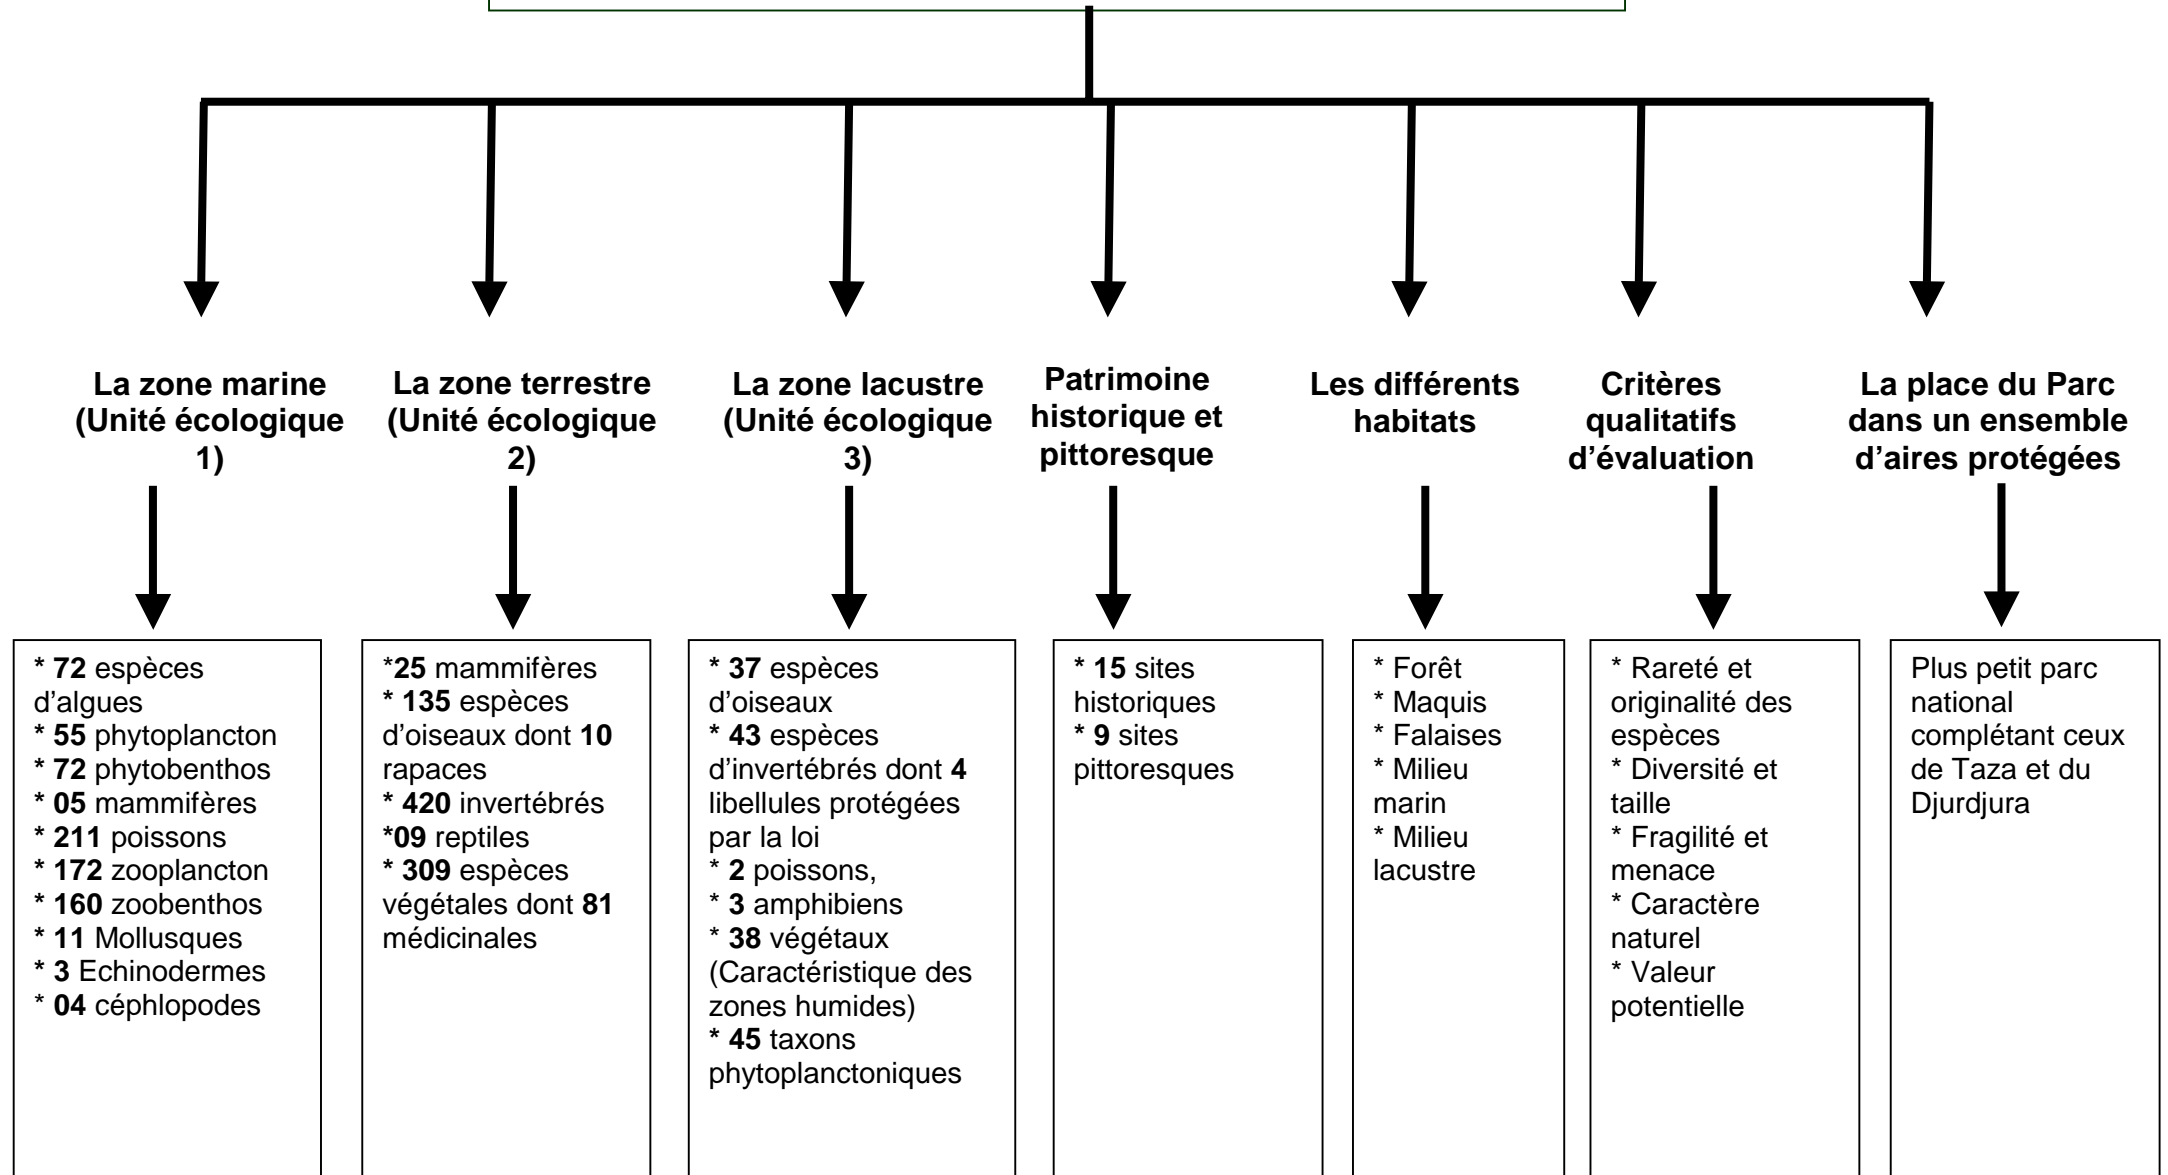 La zone marine
(Unité écologique
1)
La zone terrestre
(Unité écologique
2)
La zone lacustre
(Unité écologique
3)
Patrimoine
historique et
pittoresque
Les différents
habitats
Critères
qualitatifs
d’évaluation
La place du Parc
dans un ensemble
d’aires protégées
* 72 espèces
d’algues
* 55 phytoplancton
* 72 phytobenthos
* 05 mammifères
* 211 poissons
* 172 zooplancton
* 160 zoobenthos
* 11 Mollusques
* 3 Echinodermes
* 04 céphlopodes
*25 mammifères
* 135 espèces
d’oiseaux dont 10
rapaces
* 420 invertébrés
*09 reptiles
* 309 espèces
végétales dont 81
médicinales
* 37 espèces
d’oiseaux
* 43 espèces
d’invertébrés dont 4
libellules protégées
par la loi
* 2 poissons,
* 3 amphibiens
* 38 végétaux
(Caractéristique des
zones humides)
* 45 taxons
phytoplanctoniques
* 15 sites
historiques
* 9 sites
pittoresques
* Forêt
* Maquis
* Falaises
* Milieu
marin
* Milieu
lacustre
* Rareté et
originalité des
espèces
* Diversité et
taille
* Fragilité et
menace
* Caractère
naturel
* Valeur
potentielle
Plus petit parc
national
complétant ceux
de Taza et du
Djurdjura